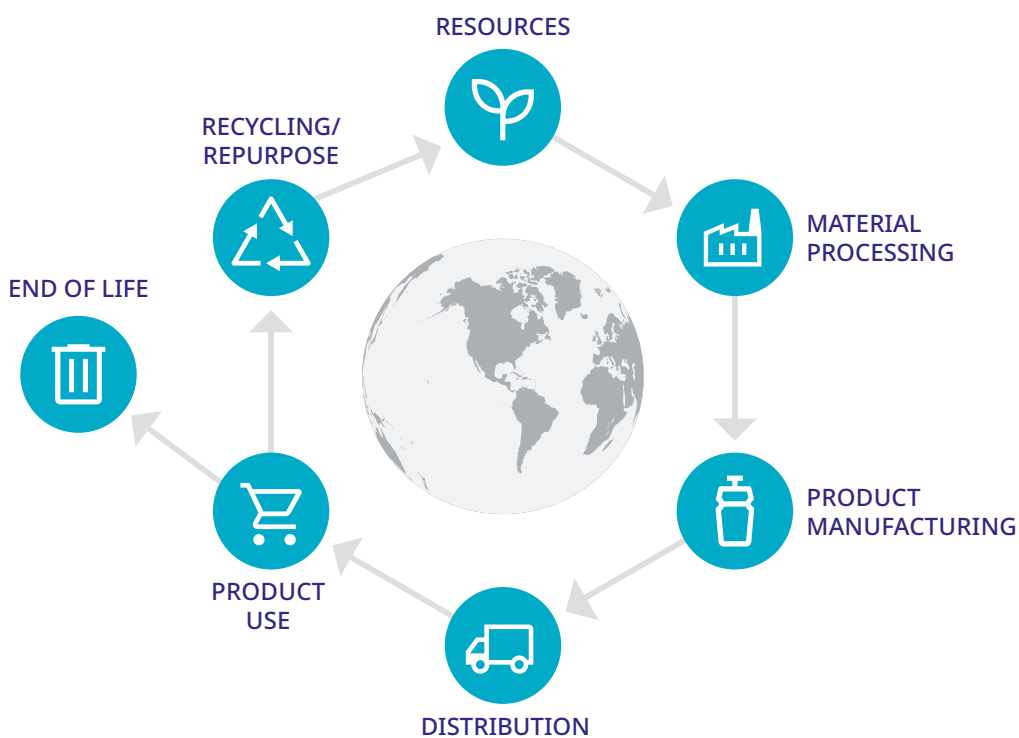 RESOURCES
RECYCLING/
REPURPOSE
MATERIAL
PROCESSING
END OF LIFE
PRODUCT
MANUFACTURING
PRODUCT
USE
DISTRIBUTION